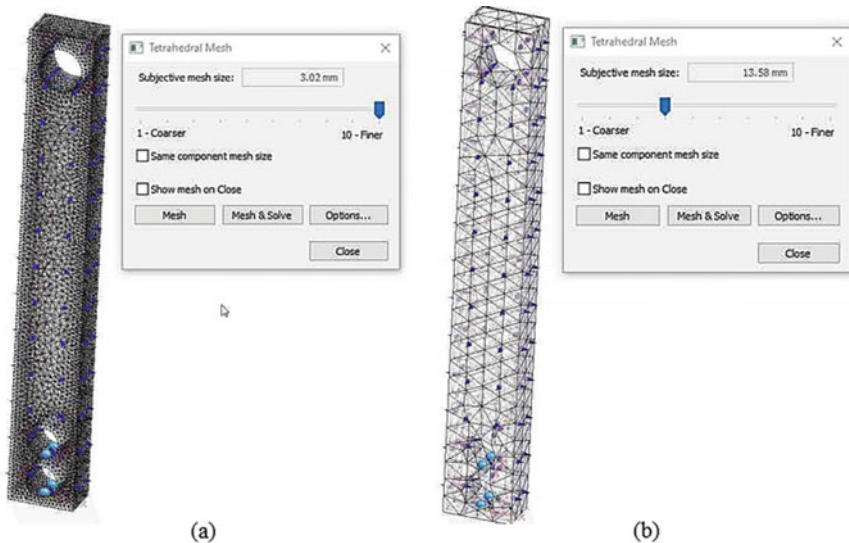 Tetrahedral Mesh
Subjective mesh size: 3.02 mm
1 - Coarser 10 - Finer
Same component mesh size
Show mesh on Close
Mesh Mesh & Solve Options...
Close
(a)
Tetrahedral Mesh
Subjective mesh size: 13.58 mm
1 - Coarser 10 - Finer
Same component mesh size
Show mesh on Close
Mesh Mesh & Solve Options...
Close
(b)